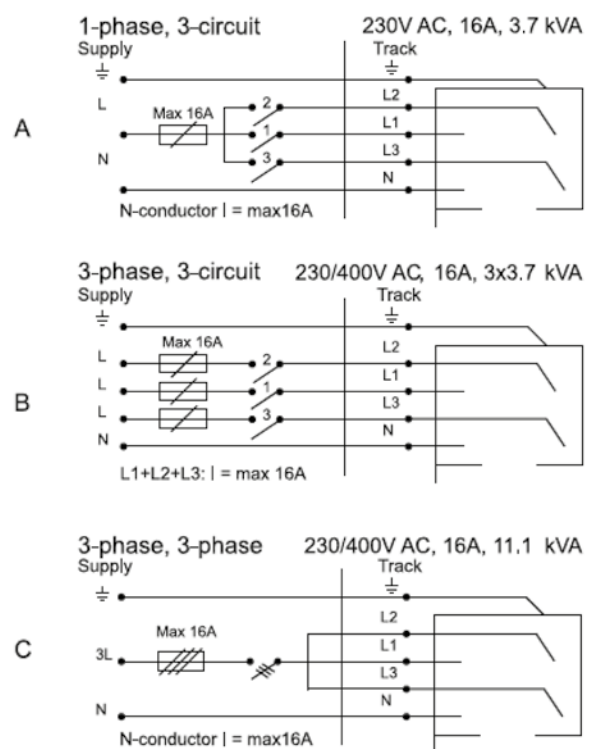 1-phase, 3-circuit 230V AC, 16A, 3.7 kVA
Supply Track
L L2
Max 16A 2
A
1 L1
3 L3
N N
N-conductor I = max16A
3-phase, 3-circuit 230/400V AC, 16A, 3x3.7 kVA
Supply Track
Max 16A
L 2 L2
L 1 L1
B
L 3 L3
N N
L1+L2+L3: I = max 16A
3-phase, 3-phase 230/400V AC, 16A, 11.1 kVA
Supply Track
L2
Max 16A
C
3L L1
L3
N N
N-conductor I = max16A